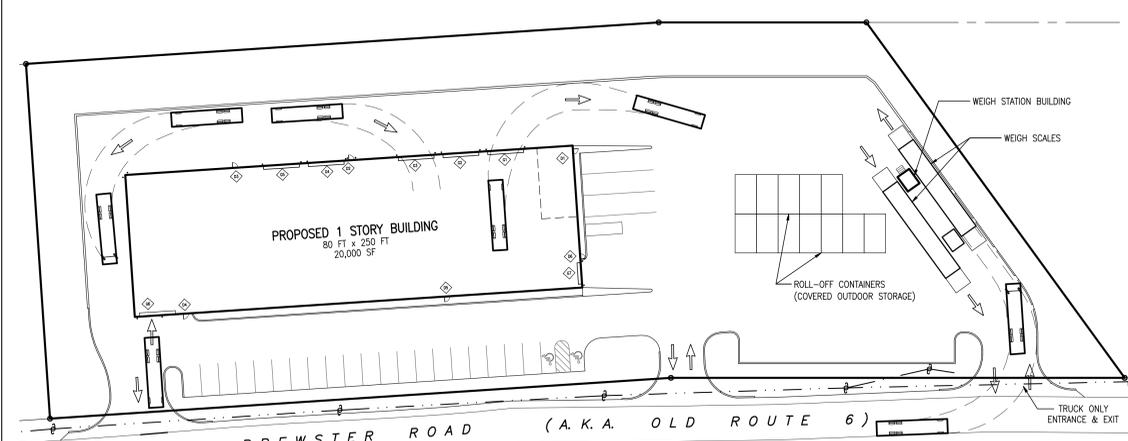 WEIGH STATION BUILDING
WEIGH SCALES
PROPOSED 1 STORY BUILDING
80 FT x 250 FT
20,000 SF
ROLL-OFF CONTAINERS
(COVERED OUTDOOR STORAGE)
TRUCK ONLY
ENTRANCE & EXIT
BREWSTER ROAD (A.K.A. OLD ROUTE 6)